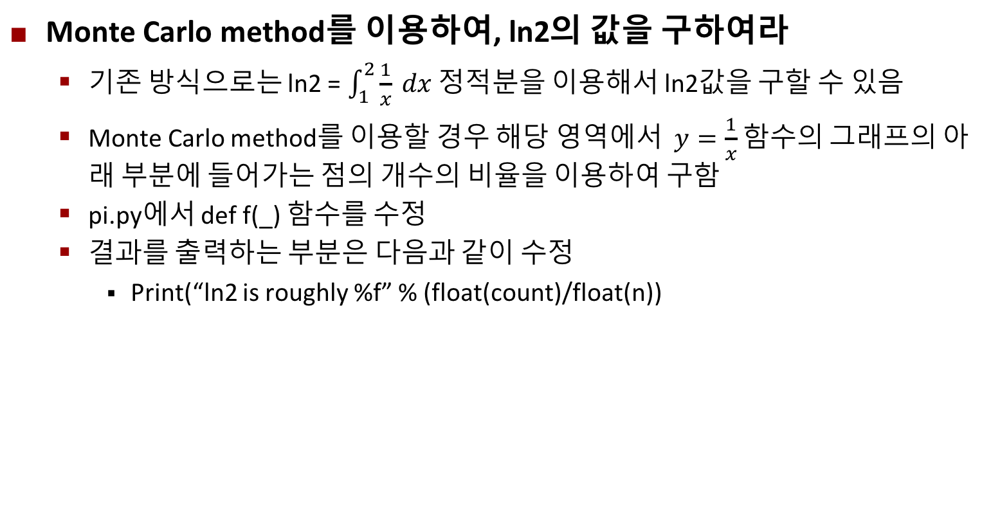 ■ Monte Carlo method를 이용하여, ln2의 값을 구하여라
▪ 기존 방식으로는 ln2 = ∫₁² 1/x dx 정적분을 이용해서 ln2값을 구할 수 있음
▪ Monte Carlo method를 이용할 경우 해당 영역에서 y = 1/x 함수의 그래프의 아
래 부분에 들어가는 점의 개수의 비율을 이용하여 구함
▪ pi.py에서 def f(_) 함수를 수정
▪ 결과를 출력하는 부분은 다음과 같이 수정
▪ Print(“ln2 is roughly %f” % (float(count)/float(n))